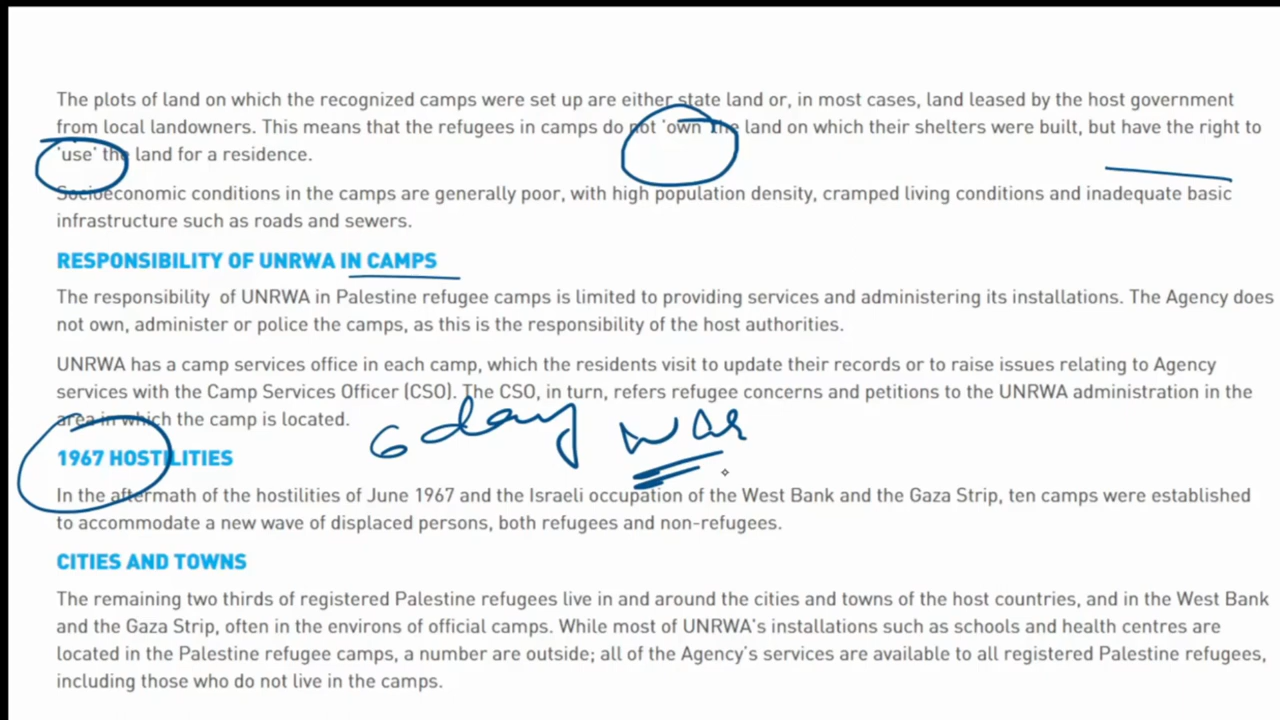 The plots of land on which the recognized camps were set up are either state land or, in most cases, land leased by the host government
from local landowners. This means that the refugees in camps do not 'own' the land on which their shelters were built, but have the right to
'use' the land for a residence.
Socioeconomic conditions in the camps are generally poor, with high population density, cramped living conditions and inadequate basic
infrastructure such as roads and sewers.
RESPONSIBILITY OF UNRWA IN CAMPS
The responsibility of UNRWA in Palestine refugee camps is limited to providing services and administering its installations. The Agency does
not own, administer or police the camps, as this is the responsibility of the host authorities.
UNRWA has a camp services office in each camp, which the residents visit to update their records or to raise issues relating to Agency
services with the Camp Services Officer (CSO). The CSO, in turn, refers refugee concerns and petitions to the UNRWA administration in the
area in which the camp is located.
6 day war
1967 HOSTILITIES
In the aftermath of the hostilities of June 1967 and the Israeli occupation of the West Bank and the Gaza Strip, ten camps were established
to accommodate a new wave of displaced persons, both refugees and non-refugees.
CITIES AND TOWNS
The remaining two thirds of registered Palestine refugees live in and around the cities and towns of the host countries, and in the West Bank
and the Gaza Strip, often in the environs of official camps. While most of UNRWA's installations such as schools and health centres are
located in the Palestine refugee camps, a number are outside; all of the Agency's services are available to all registered Palestine refugees,
including those who do not live in the camps.